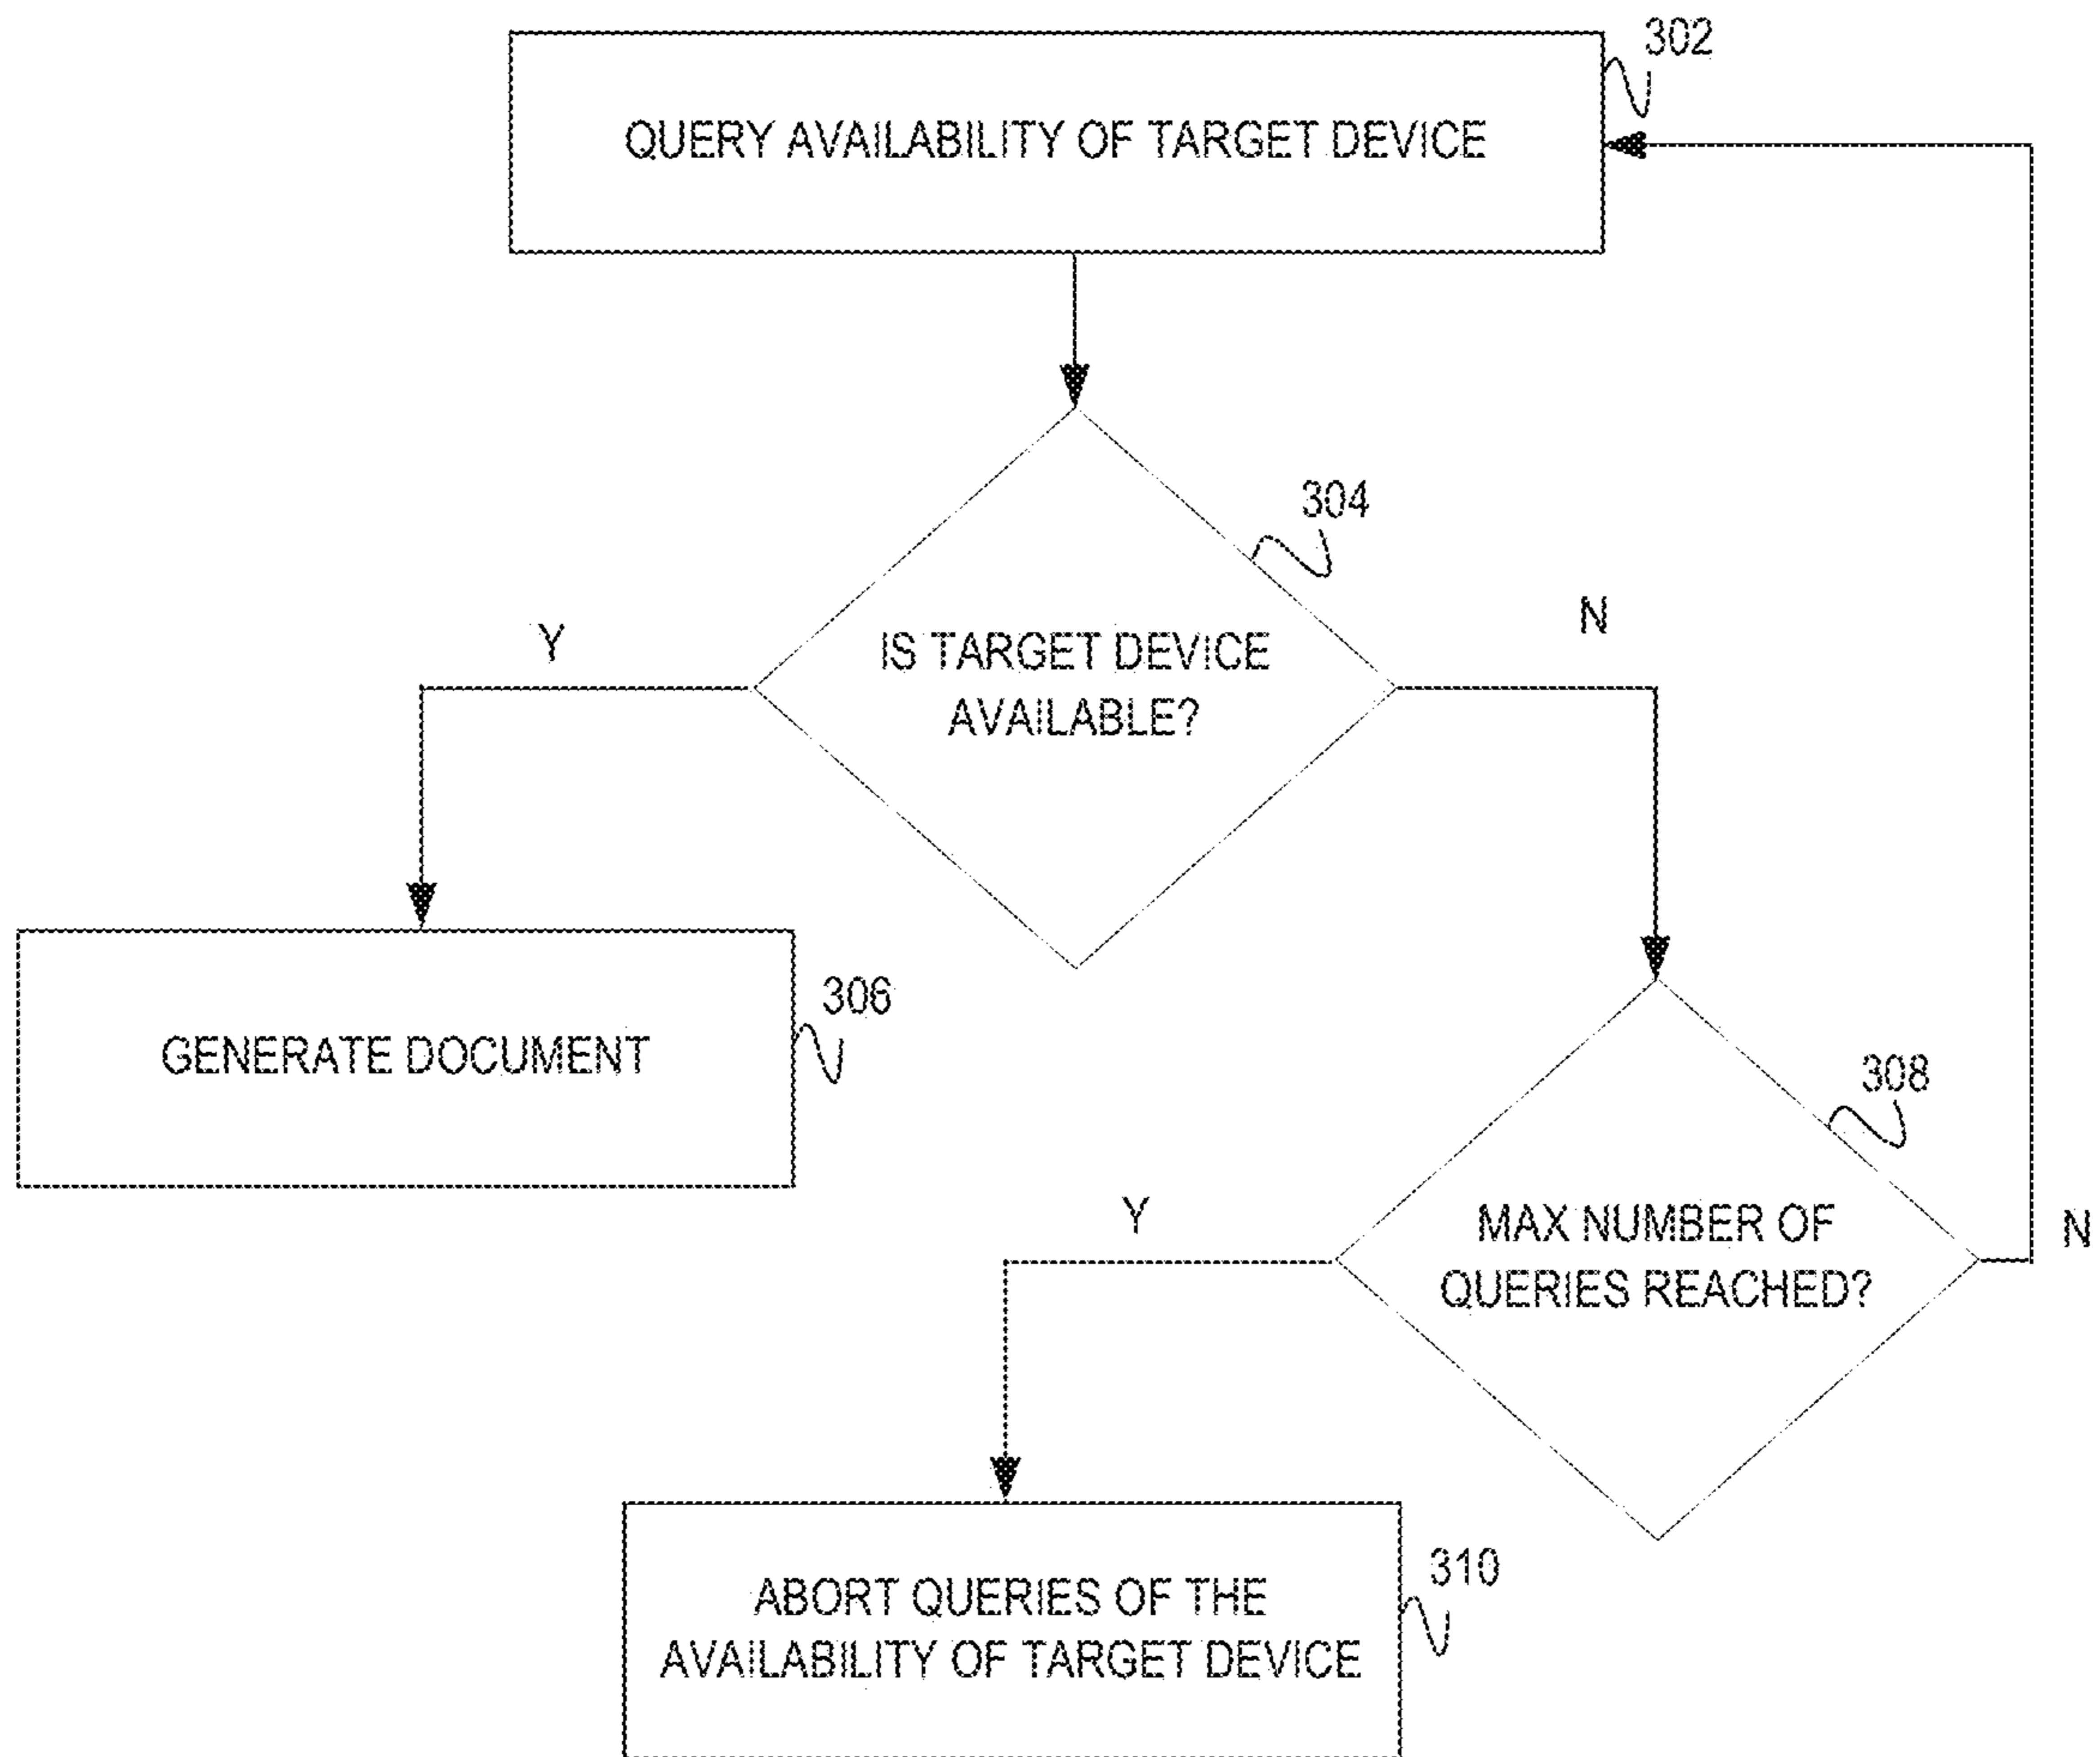 302
QUERY AVAILABILITY OF TARGET DEVICE
304
IS TARGET DEVICE
AVAILABLE?
Y
N
306
GENERATE DOCUMENT
308
MAX NUMBER OF
QUERIES REACHED?
Y
N
310
ABORT QUERIES OF THE
AVAILABILITY OF TARGET DEVICE